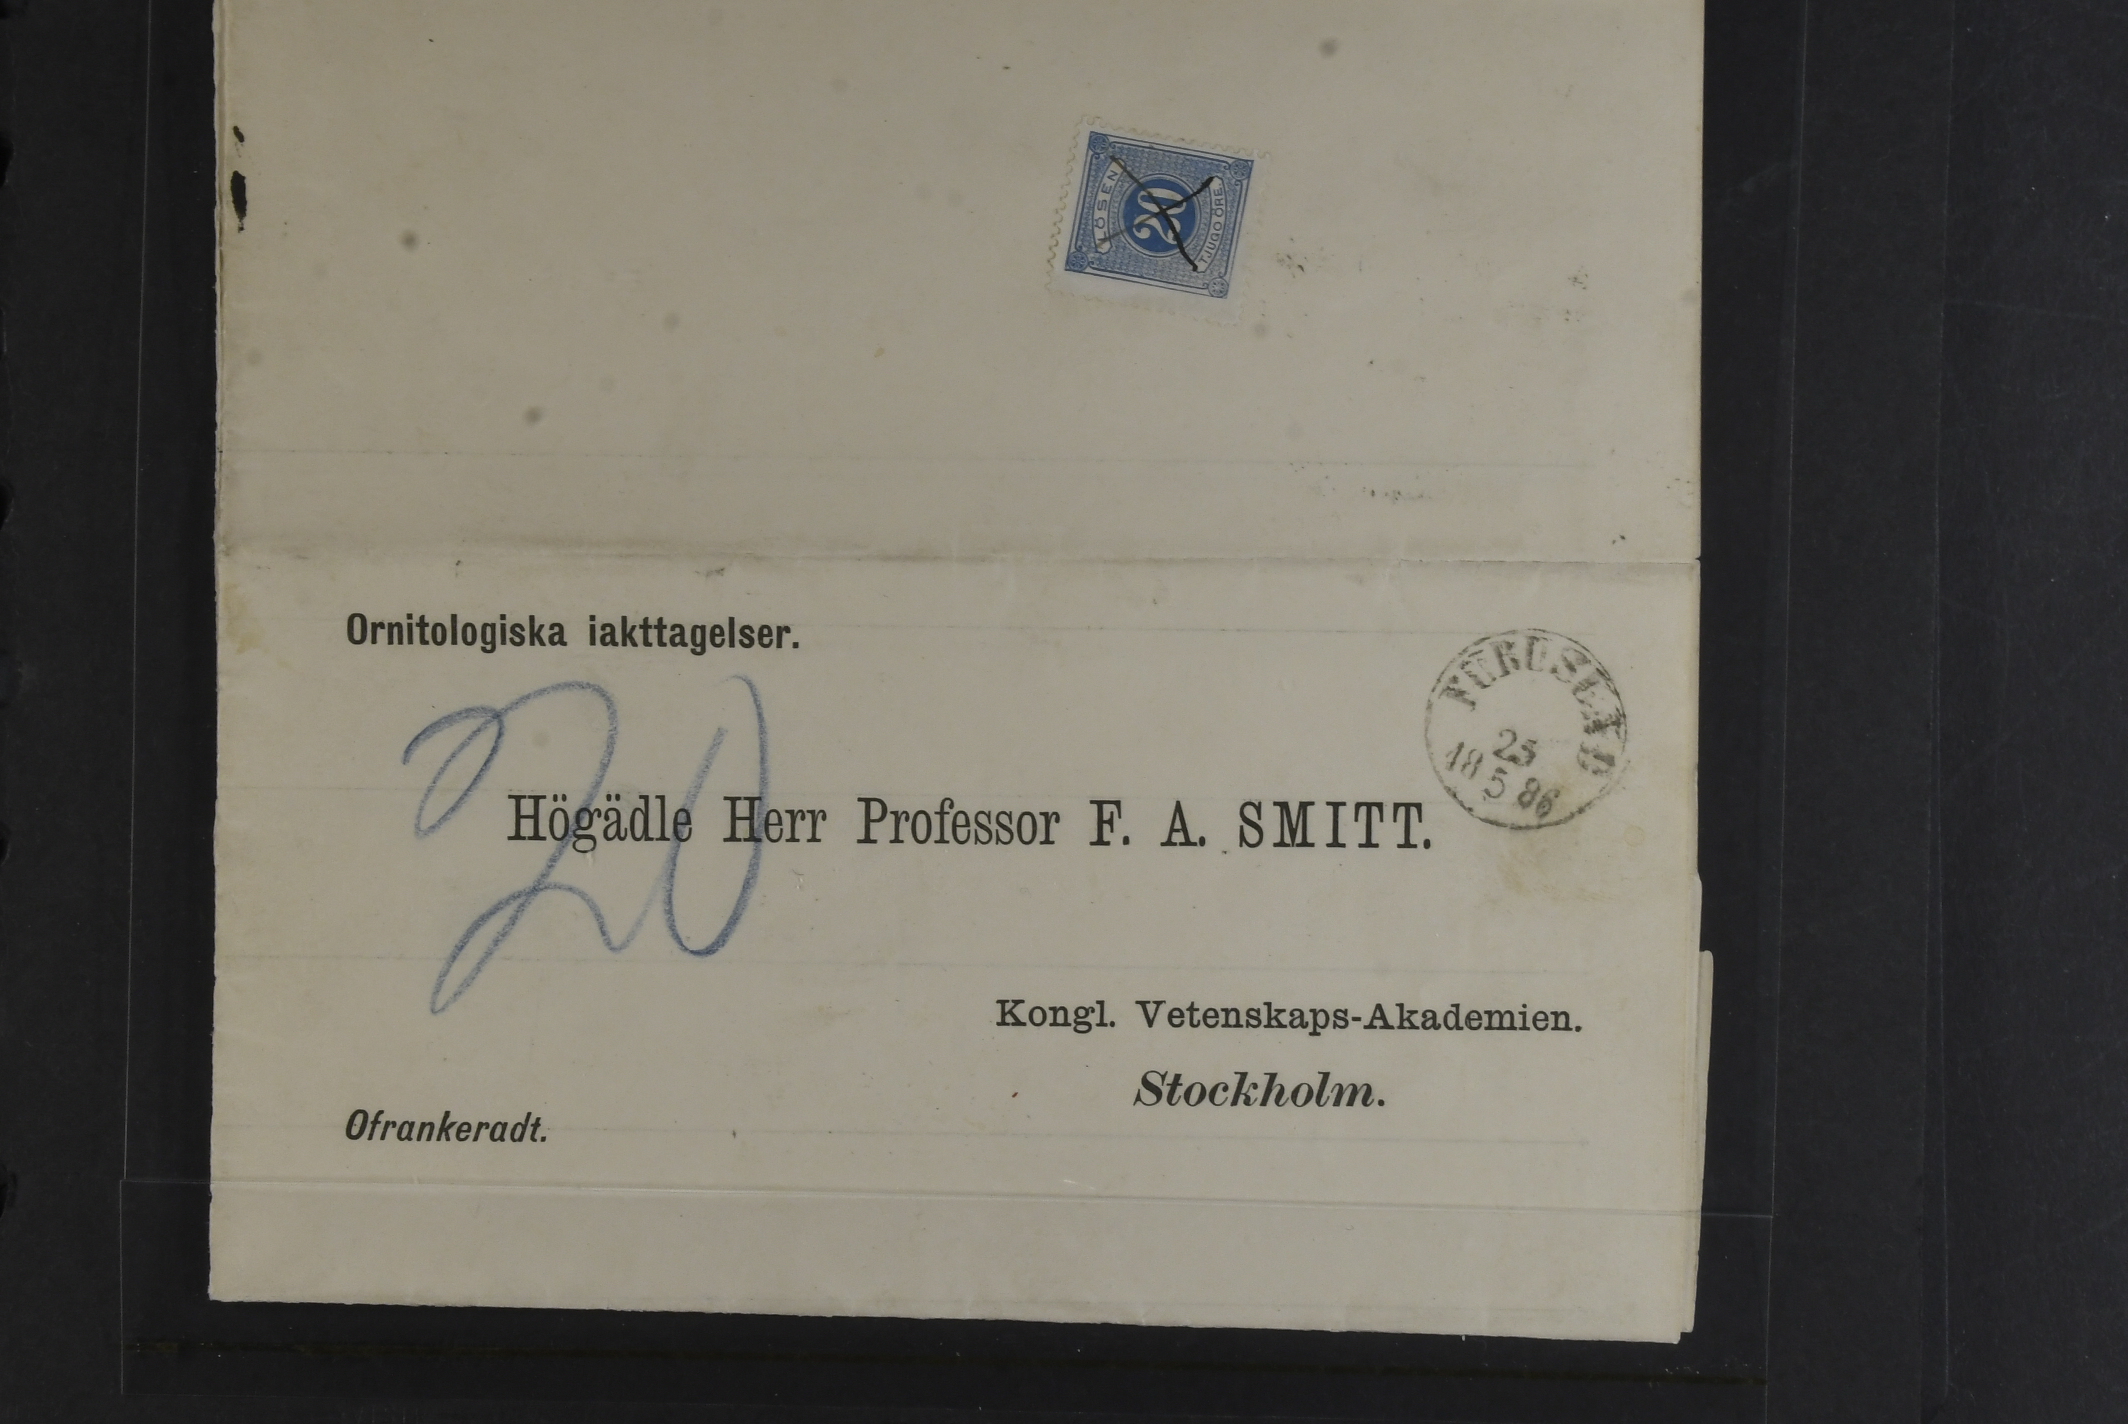 LÖSEN
20
TJUGO ÖRE.
Ornitologiska iakttagelser.
20
25
18 5 86
Högädle Herr Professor F. A. SMITT.
Kongl. Vetenskaps-Akademien.
Stockholm.
Ofrankeradt.